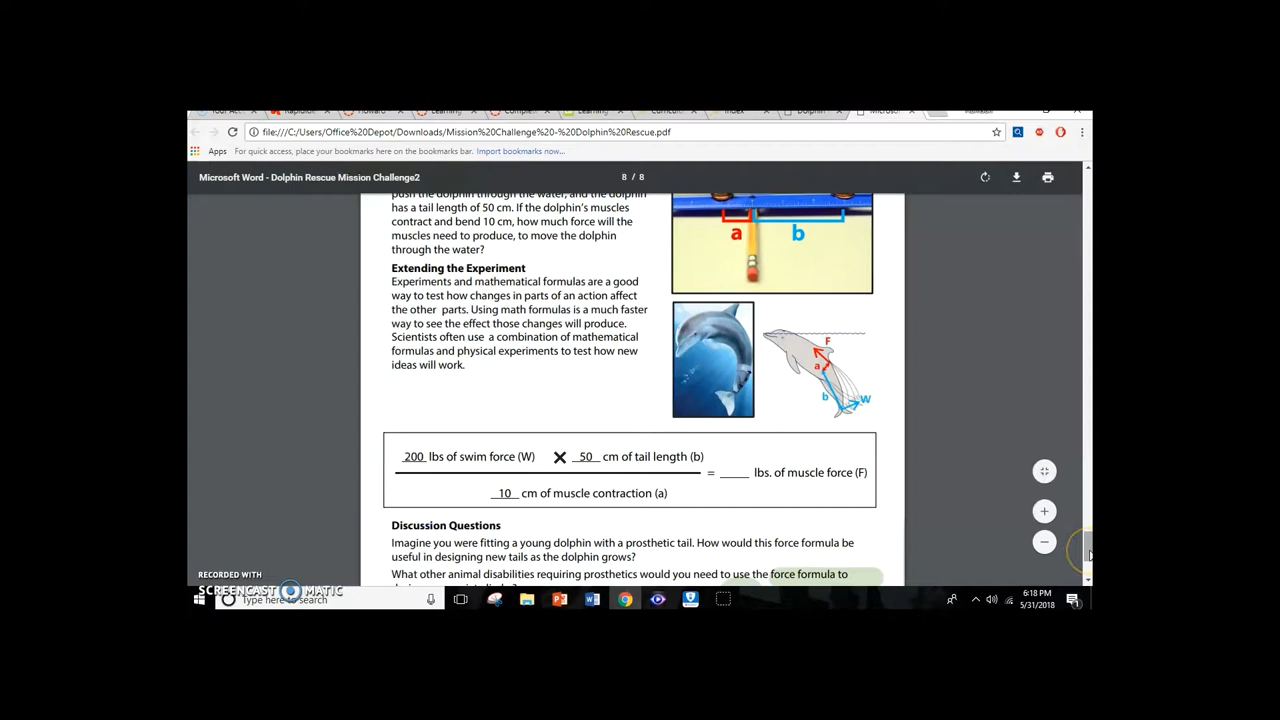 file:///C:/Users/Office%20Depot/Downloads/Mission%20Challenge%20-%20Dolphin%20Rescue.pdf
Apps For quick access, place your bookmarks here on the bookmarks bar. Import bookmarks now...
Microsoft Word - Dolphin Rescue Mission Challenge2
8 / 8
push the dolphin through the water, and the dolphin
has a tail length of 50 cm. If the dolphin's muscles
contract and bend 10 cm, how much force will the
muscles need to produce, to move the dolphin
through the water?
a b
Extending the Experiment
Experiments and mathematical formulas are a good
way to test how changes in parts of an action affect
the other parts. Using math formulas is a much faster
way to see the effect those changes will produce.
Scientists often use a combination of mathematical
formulas and physical experiments to test how new
ideas will work.
F
a
b
W
200 lbs of swim force (W) X 50 cm of tail length (b)
= ____ lbs. of muscle force (F)
10 cm of muscle contraction (a)
Discussion Questions
Imagine you were fitting a young dolphin with a prosthetic tail. How would this force formula be
useful in designing new tails as the dolphin grows?
What other animal disabilities requiring prosthetics would you need to use the force formula to
RECORDED WITH
SCREENCAST MATIC
Type here to search
6:18 PM
5/31/2018